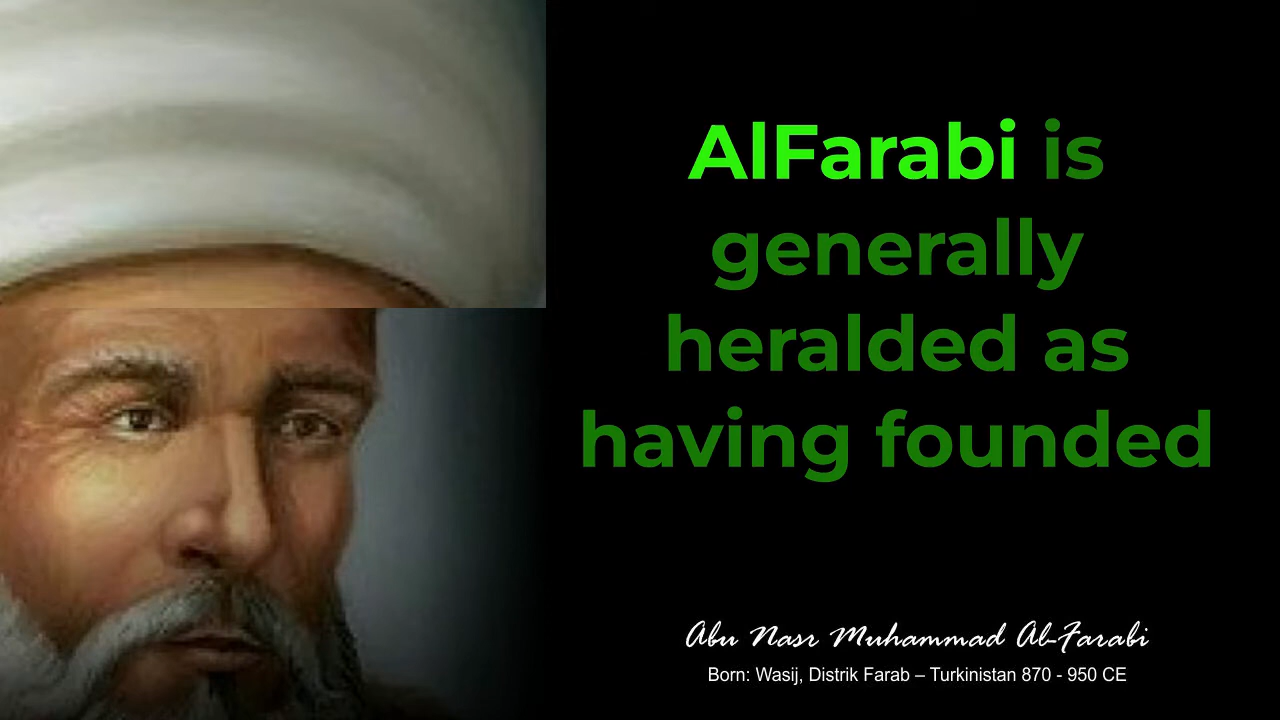 AlFarabi is
generally
heralded as
having founded
Abu Nasr Muhammad Al-Farabi
Born: Wasij, Distrik Farab – Turkinistan 870 - 950 CE